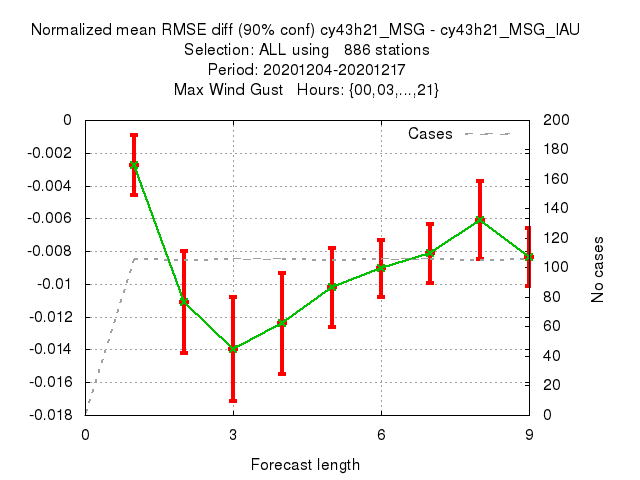 Normalized mean RMSE diff (90% conf) cy43h21_MSG - cy43h21_MSG_IAU
Selection: ALL using   886 stations
Period: 20201204-20201217
Max Wind Gust   Hours: {00,03,...,21}
Cases
0
-0.002
-0.004
-0.006
-0.008
-0.01
-0.012
-0.014
-0.016
-0.018
200
180
160
140
120
100
80
60
40
20
0
No cases
0 3 6 9
Forecast length